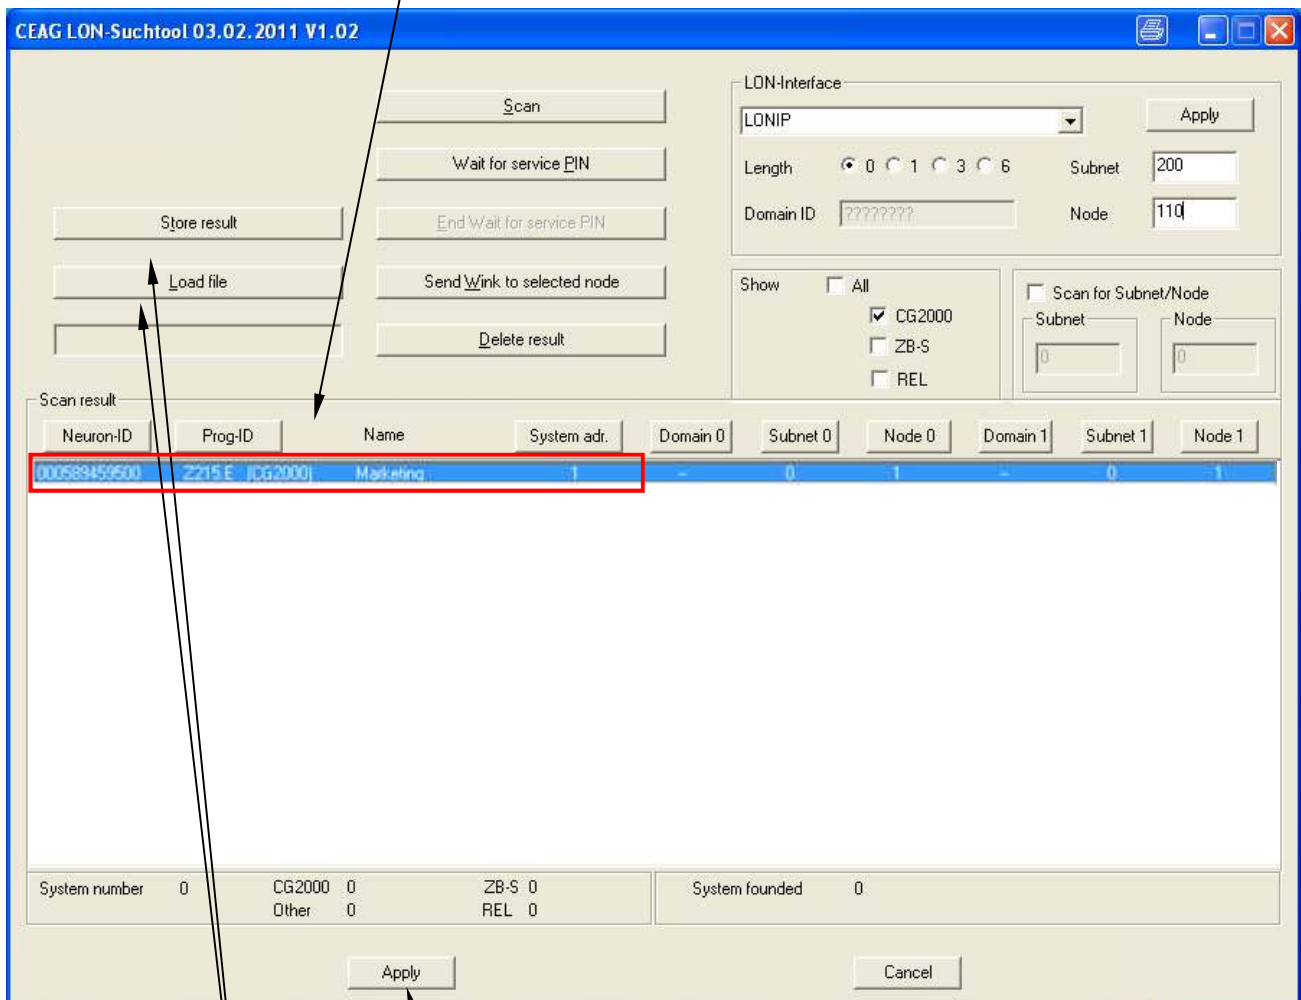 CEAG LON-Suchtool 03.02.2011 V1.02
Scan
Wait for service PIN
Store result
End Wait for service PIN
Load file
Send Wink to selected node
Delete result
LON-Interface
LONIP
Apply
Length 0 1 3 6 Subnet 200
Domain ID ???????? Node 110
Show All
CG2000
ZB-S
REL
Scan for Subnet/Node
Subnet Node
0 0
Scan result
Neuron-ID Prog-ID Name System adr. Domain 0 Subnet 0 Node 0 Domain 1 Subnet 1 Node 1
000589459500 Z215.E (CG2000) Marketing 1 - 0 1 - 0 1
System number 0 CG2000 0 ZB-S 0 System founded 0
Other 0 REL 0
Apply Cancel